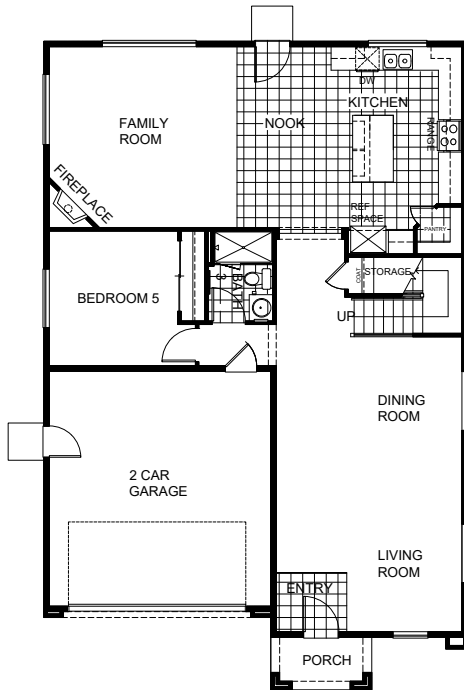 DW
KITCHEN
FAMILY
ROOM
NOOK
RANGE
FIREPLACE
REF
SPACE
PANTRY
BATH
3
COAT
STORAGE
BEDROOM 5
UP
DINING
ROOM
2 CAR
GARAGE
LIVING
ROOM
ENTRY
PORCH